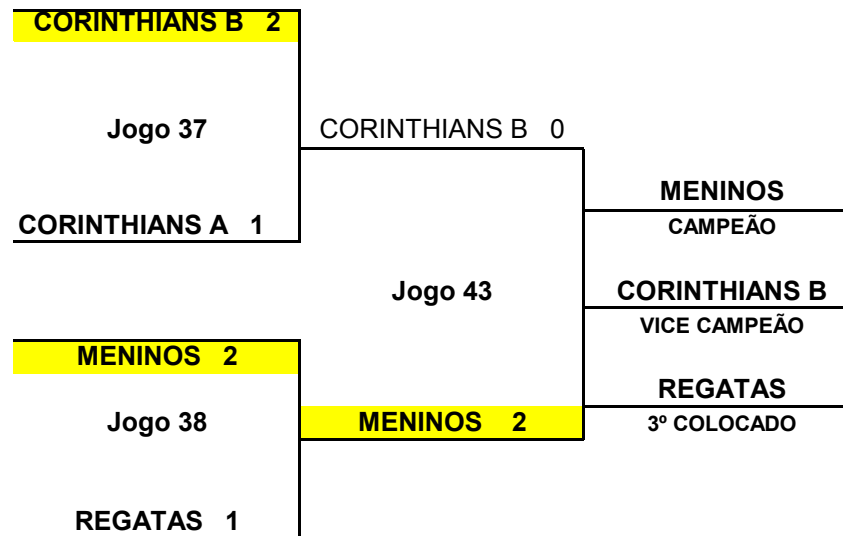 CORINTHIANS B 2
Jogo 37
CORINTHIANS B 0
MENINOS
CORINTHIANS A 1
CAMPEÃO
Jogo 43
CORINTHIANS B
VICE CAMPEÃO
MENINOS 2
REGATAS
Jogo 38
MENINOS 2
3º COLOCADO
REGATAS 1